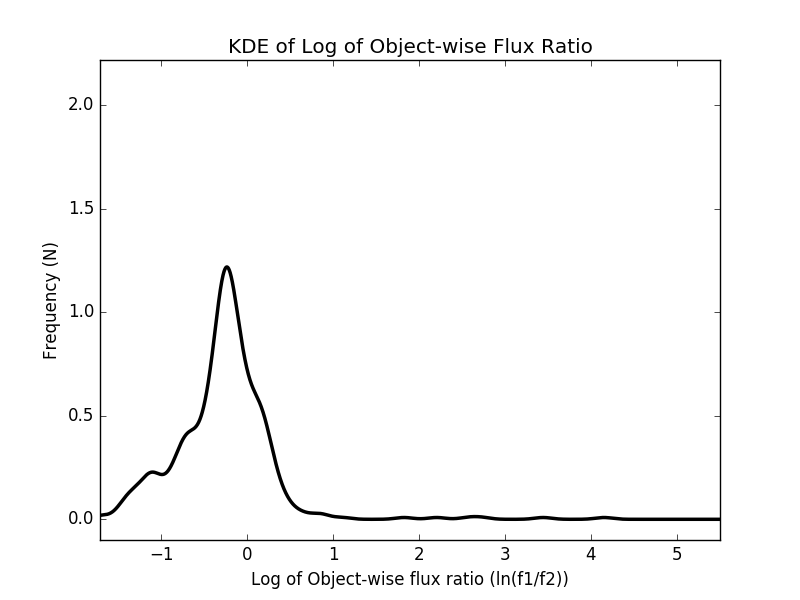 KDE of Log of Object-wise Flux Ratio
2.0
1.5
1.0
0.5
0.0
Frequency (N)
−1 0 1 2 3 4 5
Log of Object-wise flux ratio (ln(f1/f2))